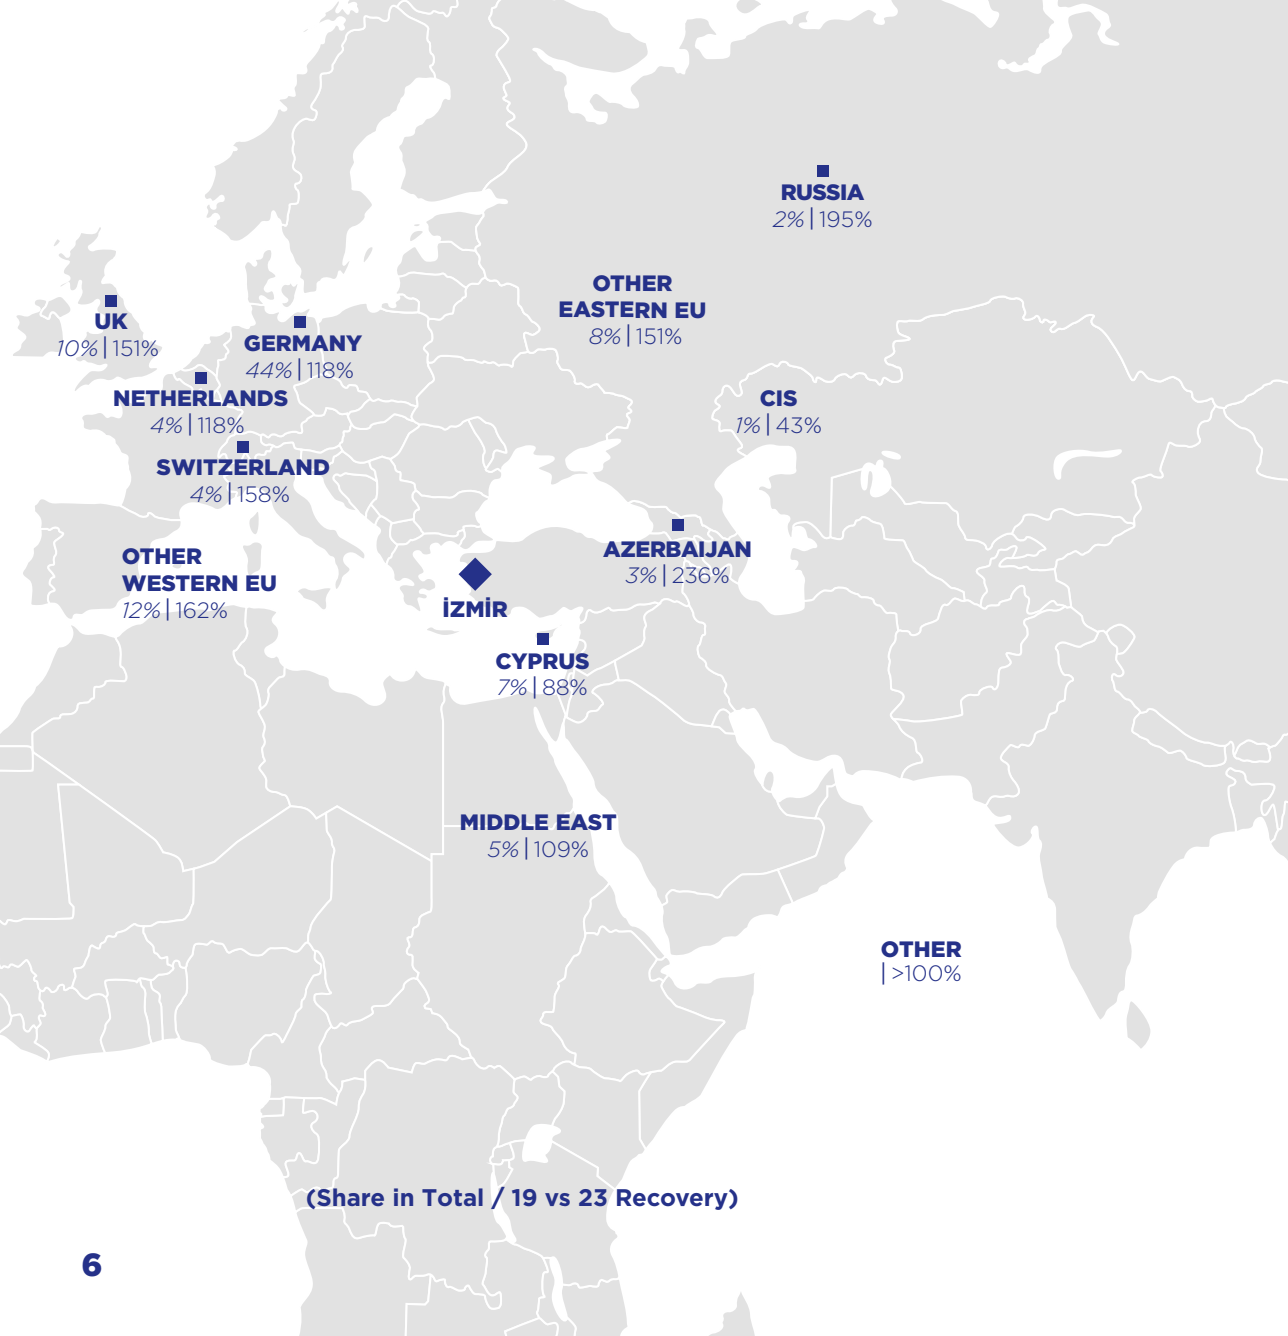 RUSSIA
2% | 195%
OTHER
EASTERN EU
8% | 151%
UK
10% | 151%
GERMANY
44% | 118%
NETHERLANDS
4% | 118%
CIS
1% | 43%
SWITZERLAND
4% | 158%
OTHER
WESTERN EU
12% | 162%
AZERBAIJAN
3% | 236%
İZMİR
CYPRUS
7% | 88%
MIDDLE EAST
5% | 109%
OTHER
| >100%
(Share in Total / 19 vs 23 Recovery)
6